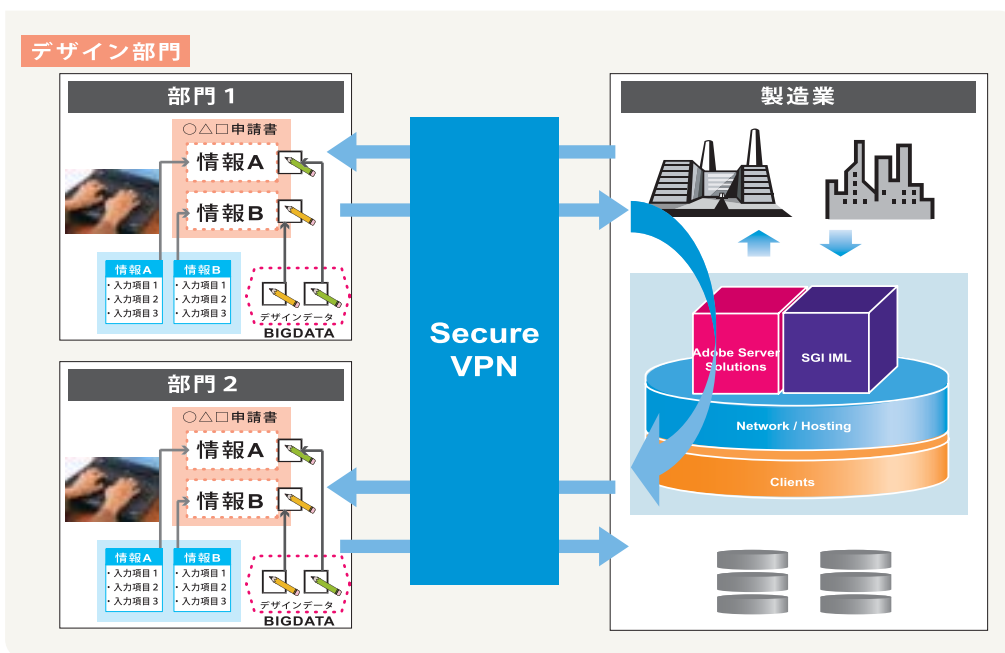 デザイン部門
部門1
○△□申請書
情報A
情報B
情報A
・入力項目1
・入力項目2
・入力項目3
情報B
・入力項目1
・入力項目2
・入力項目3
デザインデータ
BIGDATA
部門2
○△□申請書
情報A
情報B
情報A
・入力項目1
・入力項目2
・入力項目3
情報B
・入力項目1
・入力項目2
・入力項目3
デザインデータ
BIGDATA
Secure
VPN
製造業
Adobe Server
Solutions
SGI IML
Network / Hosting
Clients